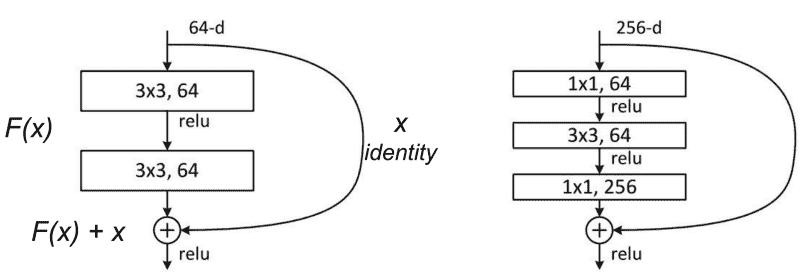 64-d
3x3, 64
relu
F(x)
x
identity
3x3, 64
F(x) + x
relu
256-d
1x1, 64
relu
3x3, 64
relu
1x1, 256
relu